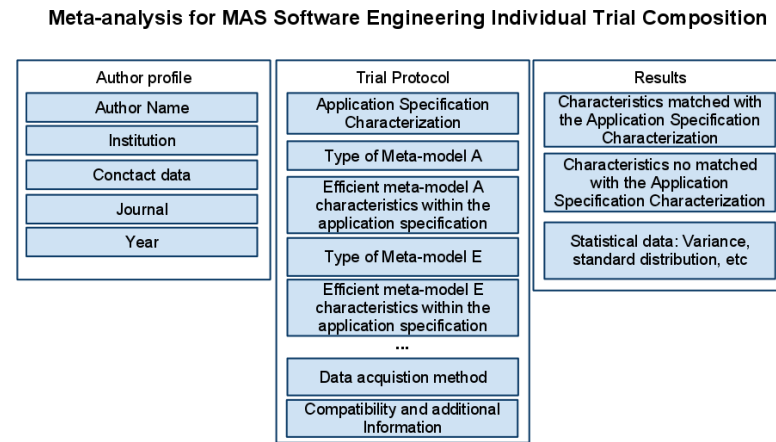 Meta-analysis for MAS Software Engineering Individual Trial Composition
Author profile
Author Name
Institution
Conctact data
Journal
Year
Trial Protocol
Application Specification
Characterization
Type of Meta-model A
Efficient meta-model A
characteristics within the
application specification
Type of Meta-model E
Efficient meta-model E
characteristics within the
application specification
...
Data acquistion method
Compatibility and additional
Information
Results
Characteristics matched with
the Application Specification
Characterization
Characteristics no matched
with the Application
Specification Characterization
Statistical data: Variance,
standard distribution, etc